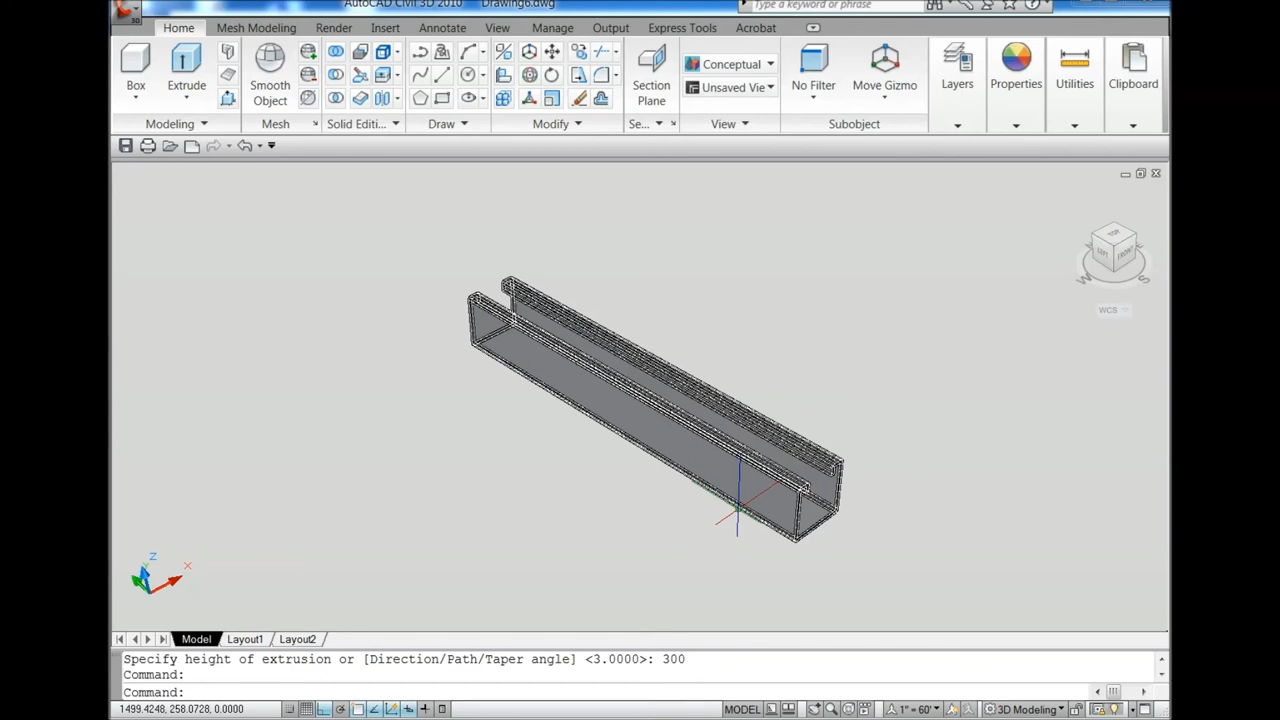 AutoCAD Civil 3D 2010 Drawing6.dwg
Type a keyword or phrase
Home Mesh Modeling Render Insert Annotate View Manage Output Express Tools Acrobat
Box Extrude Smooth Object Section Plane Conceptual Unsaved Vie No Filter Move Gizmo Layers Properties Utilities Clipboard
Modeling Mesh Solid Editi... Draw Modify Se... View Subobject
TOP
LEFT FRONT
W S
WCS
Z
X
Model Layout1 Layout2
Specify height of extrusion or [Direction/Path/Taper angle] <3.0000>: 300
Command:
Command:
1499.4248, 258.0728, 0.0000 MODEL 1" = 60' 3D Modeling